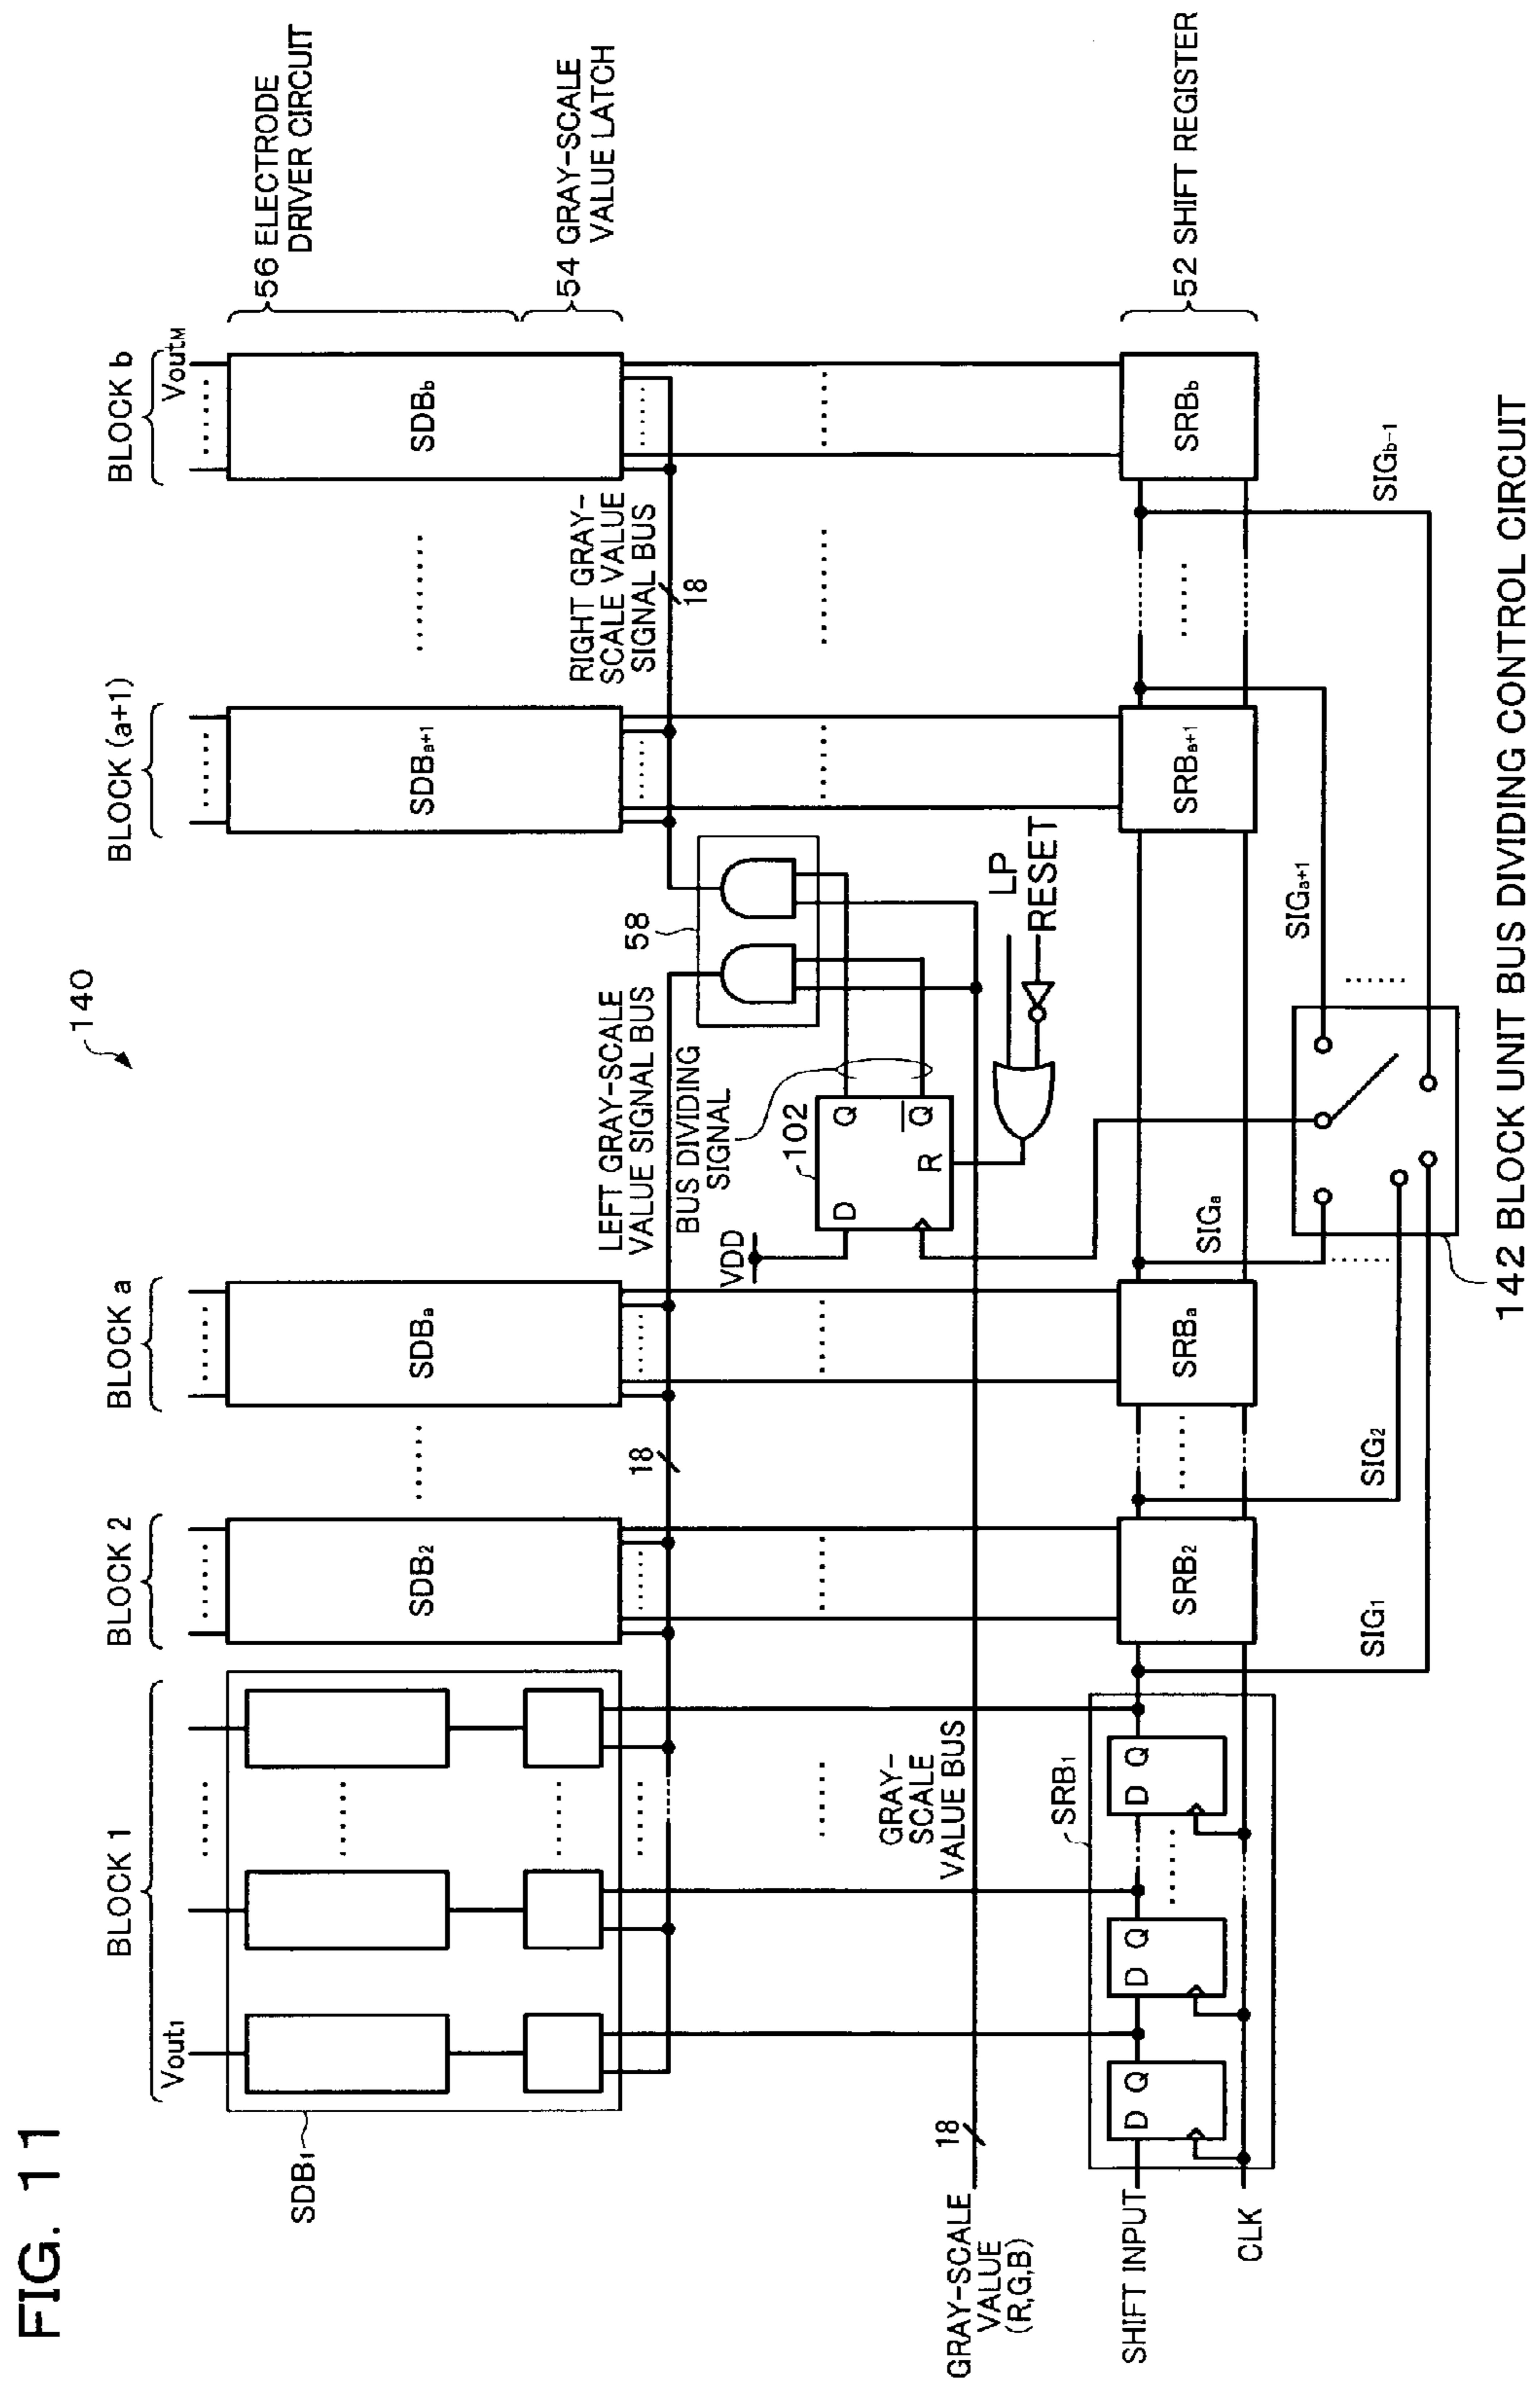 FIG. 11
140
BLOCK 1
BLOCK 2
BLOCK a
BLOCK (a+1)
BLOCK b
Vout1
VoutM
56 ELECTRODE
DRIVER CIRCUIT
54 GRAY-SCALE
VALUE LATCH
SDB1
SDB2
SDBa
SDBa+1
SDBb
18
LEFT GRAY-SCALE
VALUE SIGNAL BUS
RIGHT GRAY-
SCALE VALUE
SIGNAL BUS
18
58
BUS DIVIDING
SIGNAL
VDD
102
D
Q
Q
R
LP
RESET
GRAY-SCALE
VALUE
(R,G,B)
18
GRAY-
SCALE
VALUE BUS
52 SHIFT REGISTER
SHIFT INPUT
CLK
D Q
D Q
D Q
SRB1
SRB2
SRBa
SRBa+1
SRBb
SIG1
SIG2
SIGa
SIGa+1
SIGb-1
142 BLOCK UNIT BUS DIVIDING CONTROL CIRCUIT